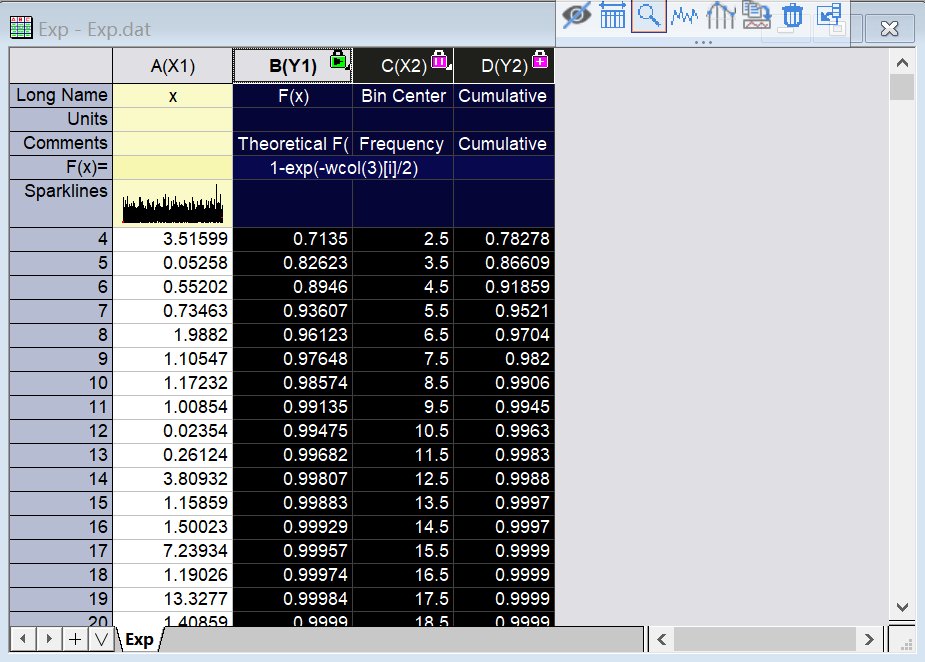 Exp - Exp.dat
A(X1) B(Y1) C(X2) D(Y2)
Long Name x F(x) Bin Center Cumulative
Units
Comments Theoretical F( Frequency Cumulative
F(x)= 1-exp(-wcol(3)[i]/2)
Sparklines
4 3.51599 0.7135 2.5 0.78278
5 0.05258 0.82623 3.5 0.86609
6 0.55202 0.8946 4.5 0.91859
7 0.73463 0.93607 5.5 0.9521
8 1.9882 0.96123 6.5 0.9704
9 1.10547 0.97648 7.5 0.982
10 1.17232 0.98574 8.5 0.9906
11 1.00854 0.99135 9.5 0.9945
12 0.02354 0.99475 10.5 0.9963
13 0.26124 0.99682 11.5 0.9983
14 3.80932 0.99807 12.5 0.9988
15 1.15859 0.99883 13.5 0.9997
16 1.50023 0.99929 14.5 0.9997
17 7.23934 0.99957 15.5 0.9999
18 1.19026 0.99974 16.5 0.9999
19 13.3277 0.99984 17.5 0.9999
20 1.40859 0.9999 18.5 0.9999
Exp